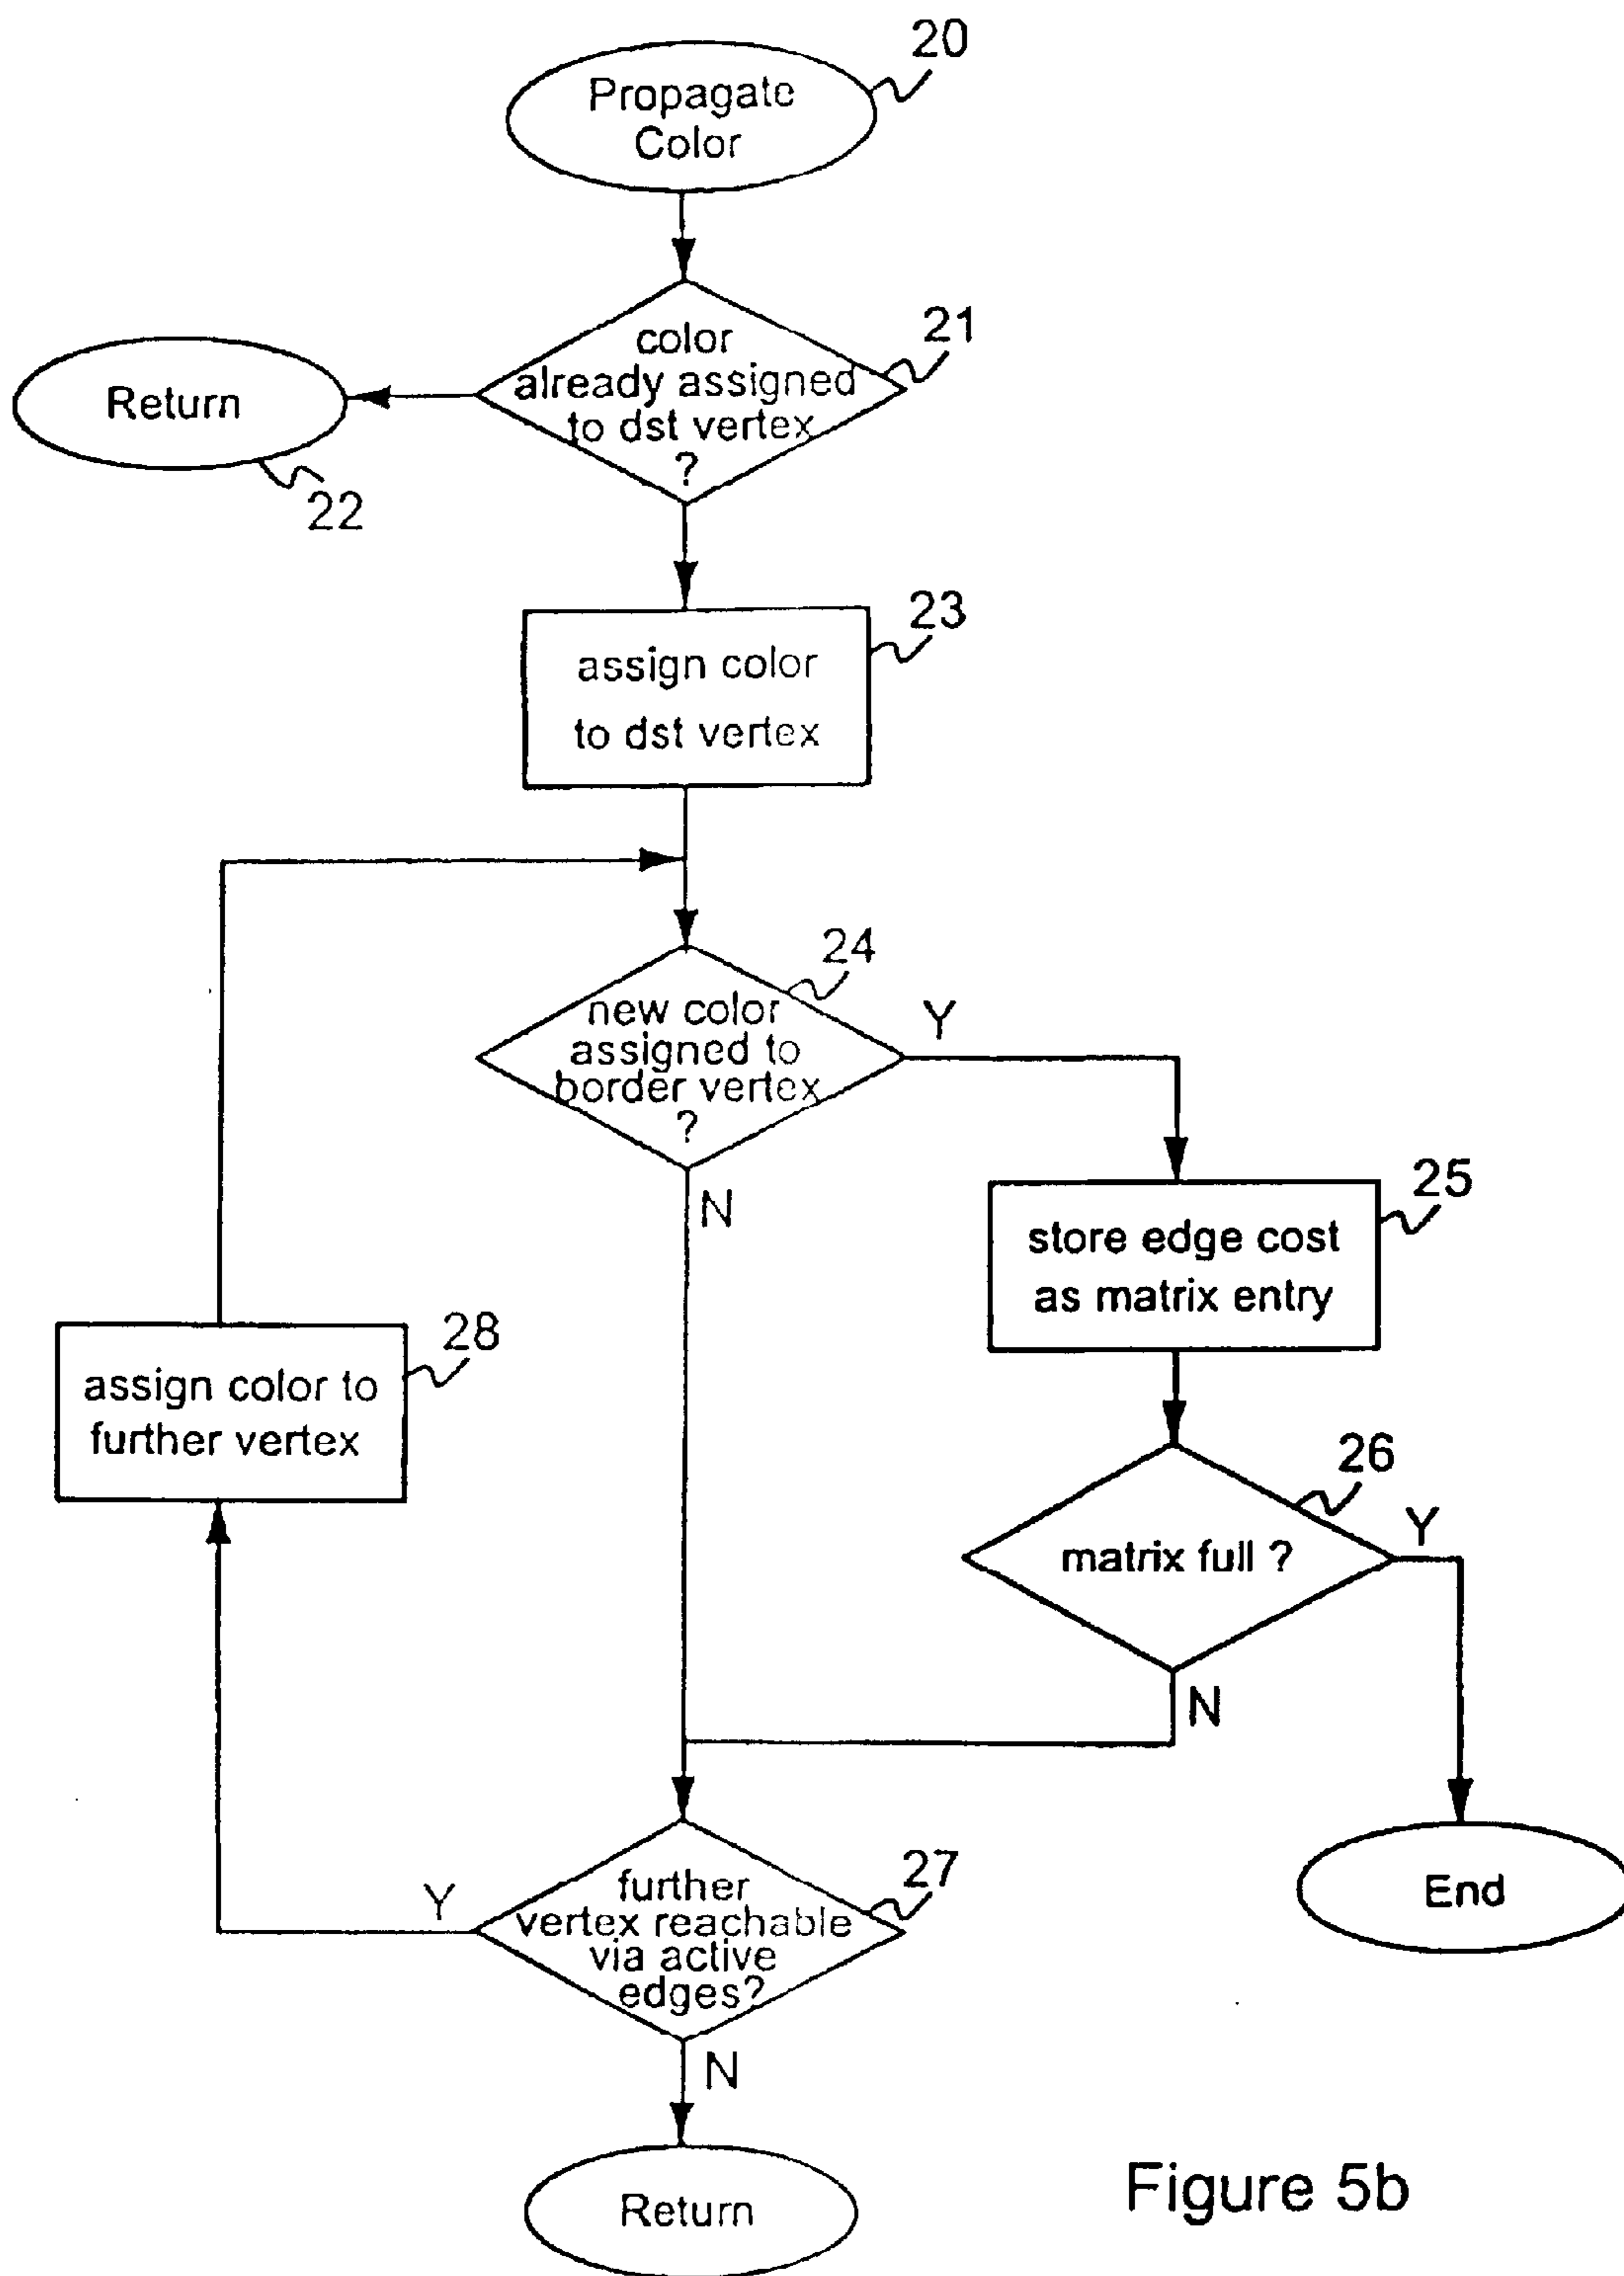 20
Propagate
Color
21
color
already assigned
to dst vertex
?
Return
22
23
assign color
to dst vertex
24
new color
assigned to
border vertex
?
Y
N
25
store edge cost
as matrix entry
28
assign color to
further vertex
26
matrix full ?
Y
N
27
further
vertex reachable
via active
edges?
Y
N
End
Return
Figure 5b